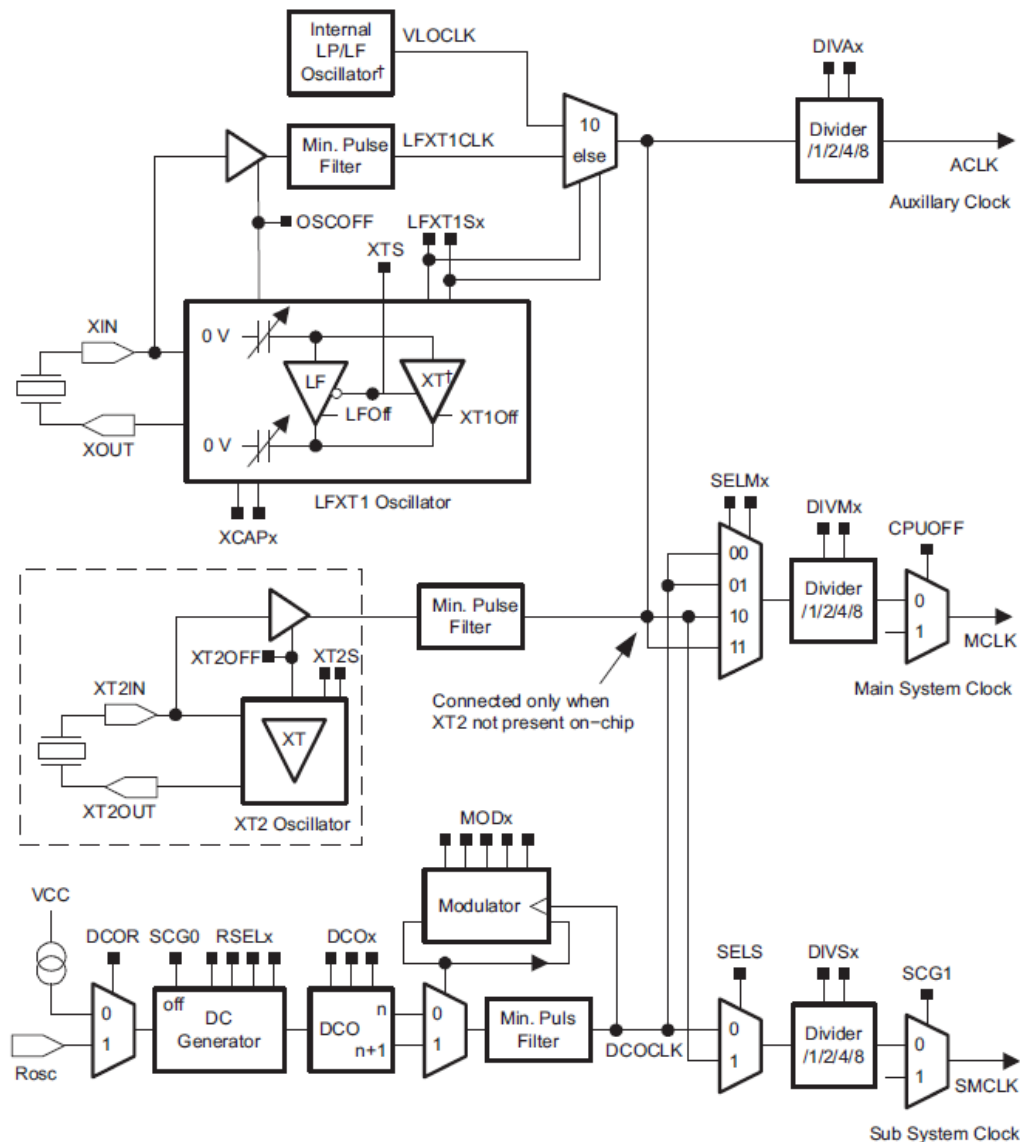 Internal
LP/LF
Oscillator†
VLOCLK
DIVAx
10
else
Divider
/1/2/4/8
ACLK
Auxillary Clock
Min. Pulse
Filter
LFXT1CLK
OSCOFF
LFXT1Sx
XTS
XIN
XOUT
0 V
LF
XT†
LFOff
XT1Off
0 V
LFXT1 Oscillator
XCAPx
SELMx
00
01
10
11
DIVMx
Divider
/1/2/4/8
CPUOFF
0
1
MCLK
Main System Clock
Min. Pulse
Filter
Connected only when
XT2 not present on−chip
XT2OFF
XT2S
XT2IN
XT
XT2OUT
XT2 Oscillator
MODx
Modulator
VCC
DCOR
SCG0
RSELx
DCOx
0
1
Rosc
off
DC
Generator
DCO
n
n+1
0
1
Min. Puls
Filter
DCOCLK
SELS
0
1
DIVSx
Divider
/1/2/4/8
SCG1
0
1
SMCLK
Sub System Clock